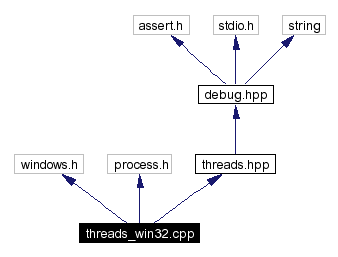 assert.h
stdio.h
string
debug.hpp
windows.h
process.h
threads.hpp
threads_win32.cpp